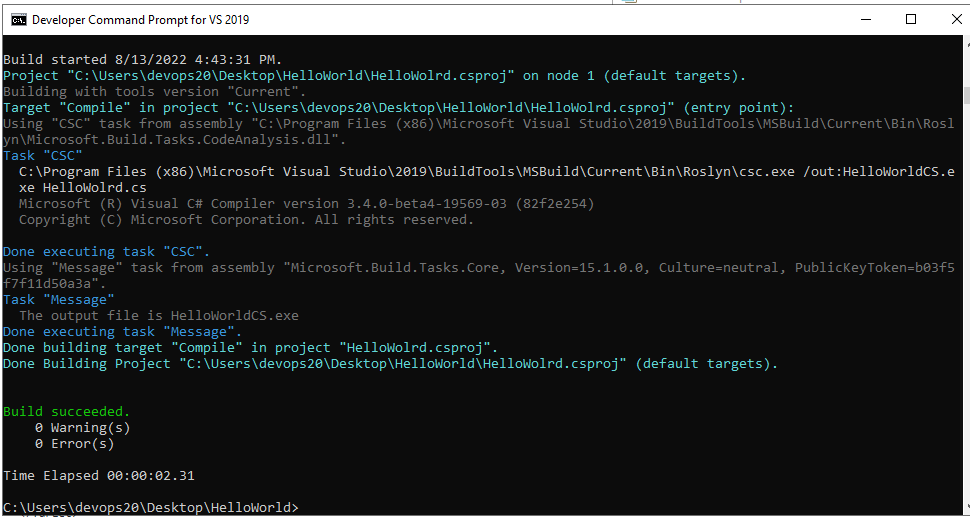 Developer Command Prompt for VS 2019
Build started 8/13/2022 4:43:31 PM.
Project "C:\Users\devops20\Desktop\HelloWorld\HelloWolrd.csproj" on node 1 (default targets).
Building with tools version "Current".
Target "Compile" in project "C:\Users\devops20\Desktop\HelloWorld\HelloWolrd.csproj" (entry point):
Using "CSC" task from assembly "C:\Program Files (x86)\Microsoft Visual Studio\2019\BuildTools\MSBuild\Current\Bin\Rosl
yn\Microsoft.Build.Tasks.CodeAnalysis.dll".
Task "CSC"
  C:\Program Files (x86)\Microsoft Visual Studio\2019\BuildTools\MSBuild\Current\Bin\Roslyn\csc.exe /out:HelloWorldCS.e
  xe HelloWolrd.cs
  Microsoft (R) Visual C# Compiler version 3.4.0-beta4-19569-03 (82f2e254)
  Copyright (C) Microsoft Corporation. All rights reserved.
Done executing task "CSC".
Using "Message" task from assembly "Microsoft.Build.Tasks.Core, Version=15.1.0.0, Culture=neutral, PublicKeyToken=b03f5
f7f11d50a3a".
Task "Message"
  The output file is HelloWorldCS.exe
Done executing task "Message".
Done building target "Compile" in project "HelloWolrd.csproj".
Done Building Project "C:\Users\devops20\Desktop\HelloWorld\HelloWolrd.csproj" (default targets).
Build succeeded.
    0 Warning(s)
    0 Error(s)
Time Elapsed 00:00:02.31
C:\Users\devops20\Desktop\HelloWorld>